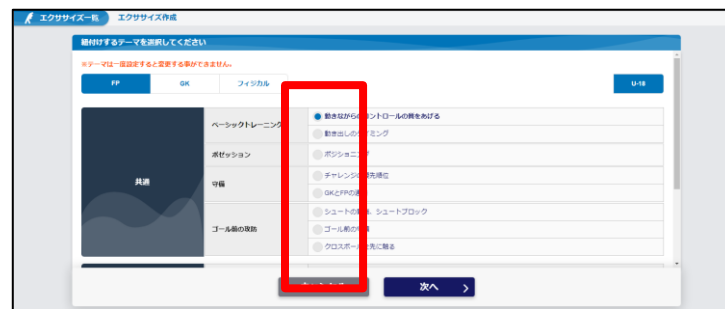 エクササイズ一覧 エクササイズ作成
紐付けするテーマを選択してください
※テーマは一度設定すると変更する事ができません。
FP GK フィジカル U-18
共通
ベーシックトレーニング
動きながらのコントロールの質をあげる
動き出しのタイミング
ポゼッション
ポジショニング
守備
チャレンジの優先順位
GKとFPの
ゴール前の攻防
シュートの 、シュートブロック
ゴール前の
クロスボール 先に触る
次へ